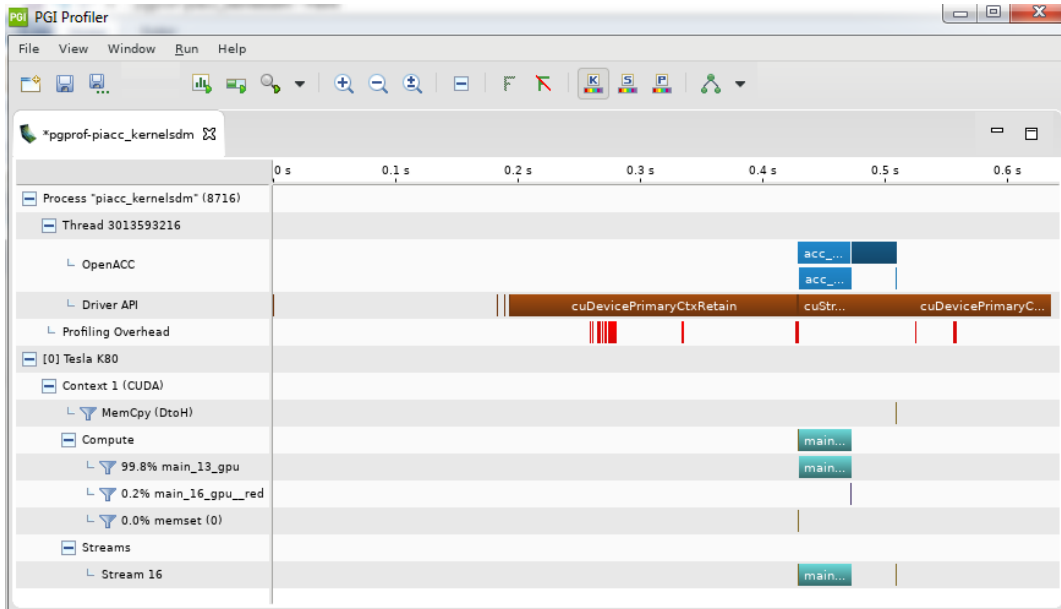 PGI PGI Profiler
File View Window Run Help
K S P
*pgprof-piacc_kernelsdm
0 s 0.1 s 0.2 s 0.3 s 0.4 s 0.5 s 0.6 s
Process "piacc_kernelsdm" (8716)
Thread 3013593216
OpenACC
acc_...
acc_...
Driver API cuDevicePrimaryCtxRetain cuStr... cuDevicePrimaryC...
Profiling Overhead
[0] Tesla K80
Context 1 (CUDA)
MemCpy (DtoH)
Compute main...
99.8% main_13_gpu main...
0.2% main_16_gpu__red
0.0% memset (0)
Streams
Stream 16 main...